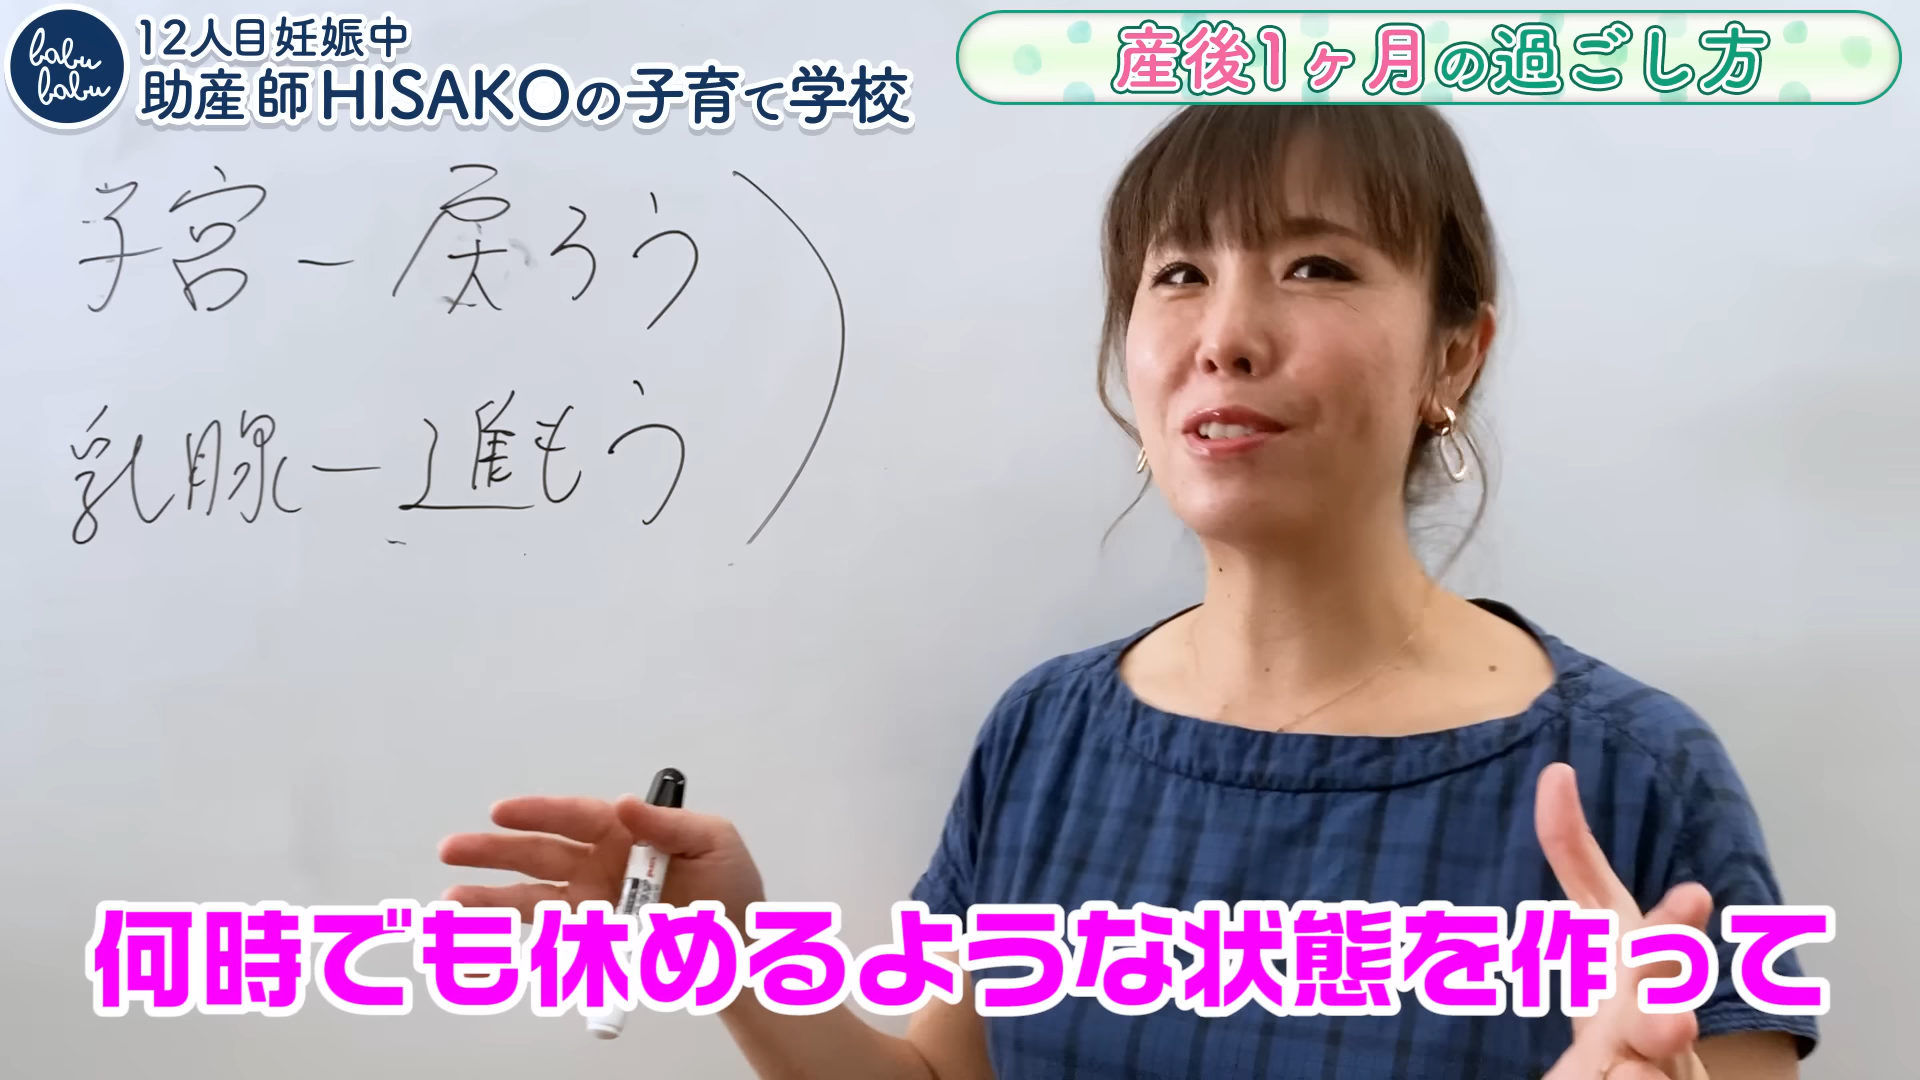 babu
babu
12人目妊娠中
助産師HISAKOの子育て学校
産後1ヶ月の過ごし方
子宮ー戻ろう
乳腺ー進もう
何時でも休めるような状態を作って